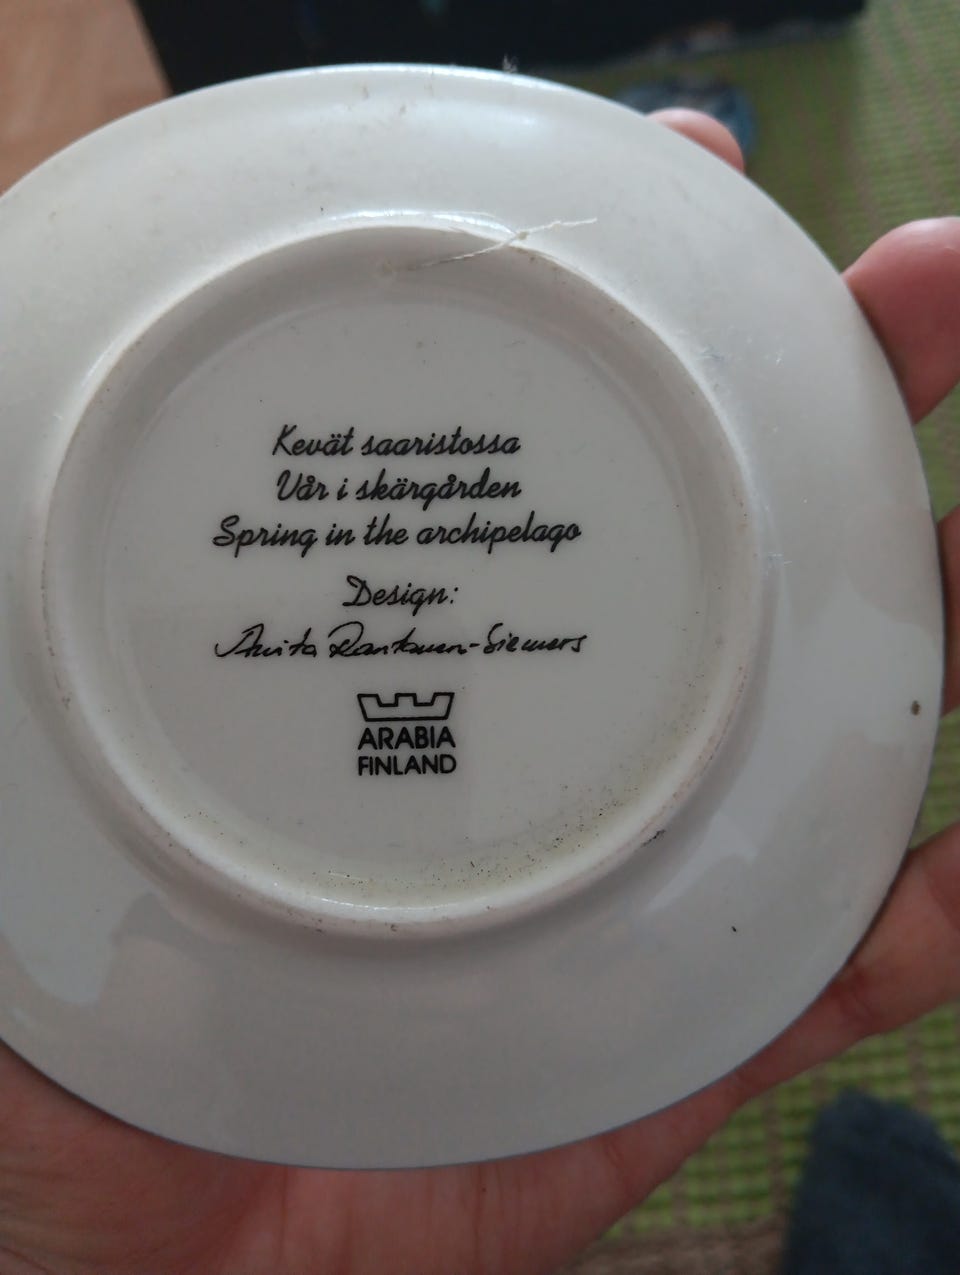 Kevät saaristossa
Vår i skärgården
Spring in the archipelago
Design:
Anita Rantanen-Siemers
ARABIA
FINLAND